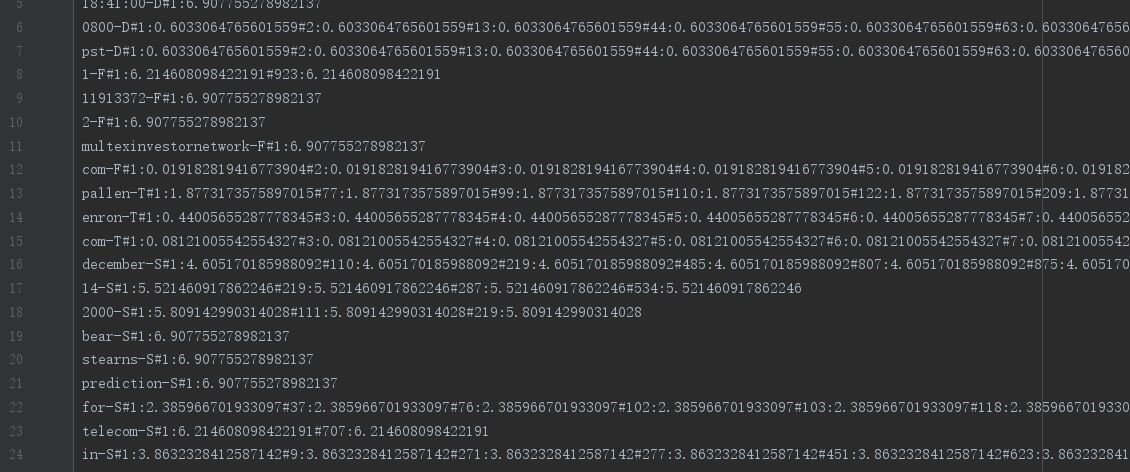 5 18:41:00-D#1:6.907755278982137
6 0800-D#1:0.6033064765601559#2:0.6033064765601559#13:0.6033064765601559#44:0.6033064765601559#55:0.6033064765601559#63:0.6033064765
7 pst-D#1:0.6033064765601559#2:0.6033064765601559#13:0.6033064765601559#44:0.6033064765601559#55:0.6033064765601559#63:0.60330647656
8 1-F#1:6.214608098422191#923:6.214608098422191
9 11913372-F#1:6.907755278982137
10 2-F#1:6.907755278982137
11 multexinvestornetwork-F#1:6.907755278982137
12 com-F#1:0.019182819416773904#2:0.019182819416773904#3:0.019182819416773904#4:0.019182819416773904#5:0.019182819416773904#6:0.019182
13 pallen-T#1:1.8773173575897015#77:1.8773173575897015#99:1.8773173575897015#110:1.8773173575897015#122:1.8773173575897015#209:1.8773
14 enron-T#1:0.44005655287778345#3:0.44005655287778345#4:0.44005655287778345#5:0.44005655287778345#6:0.44005655287778345#7:0.44005655
15 com-T#1:0.08121005542554327#3:0.08121005542554327#4:0.08121005542554327#5:0.08121005542554327#6:0.08121005542554327#7:0.0812100554
16 december-S#1:4.605170185988092#110:4.605170185988092#219:4.605170185988092#485:4.605170185988092#807:4.605170185988092#875:4.60517
17 14-S#1:5.521460917862246#219:5.521460917862246#287:5.521460917862246#534:5.521460917862246
18 2000-S#1:5.809142990314028#111:5.809142990314028#219:5.809142990314028
19 bear-S#1:6.907755278982137
20 stearns-S#1:6.907755278982137
21 prediction-S#1:6.907755278982137
22 for-S#1:2.385966701933097#37:2.385966701933097#76:2.385966701933097#102:2.385966701933097#103:2.385966701933097#118:2.385966701933
23 telecom-S#1:6.214608098422191#707:6.214608098422191
24 in-S#1:3.8632328412587142#9:3.8632328412587142#271:3.8632328412587142#277:3.8632328412587142#451:3.8632328412587142#623:3.86323284